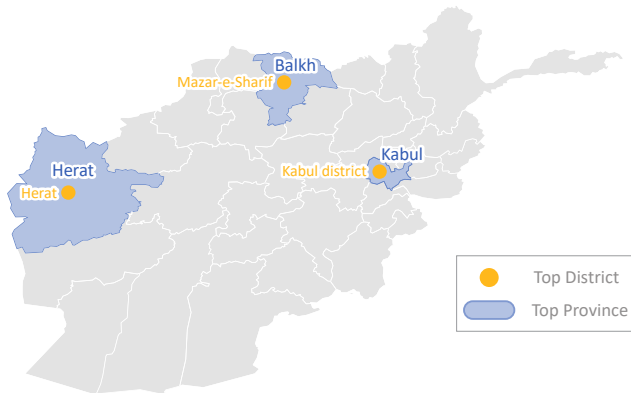 Balkh
Mazar-e-Sharif
Kabul
Kabul district
Herat
Herat
Top District
Top Province